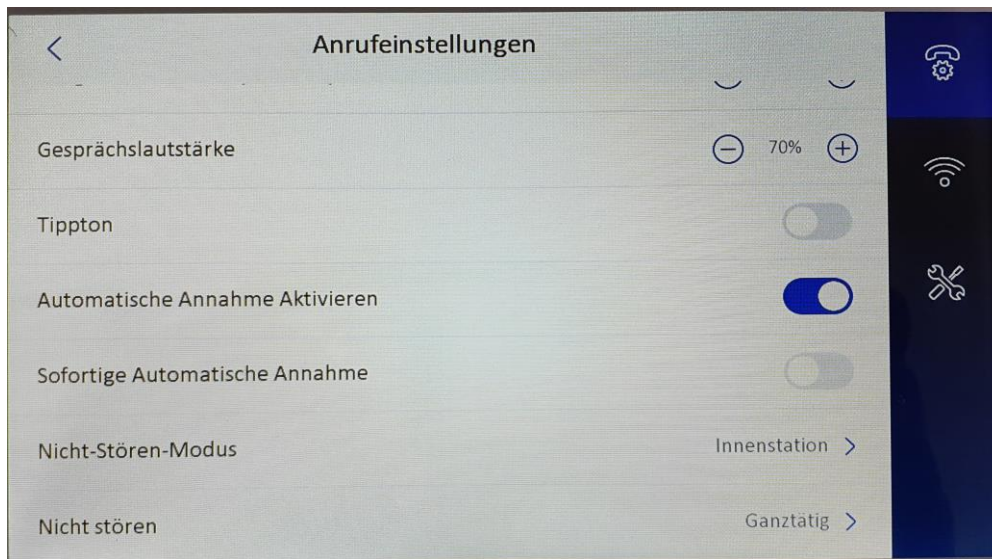 Anrufeinstellungen
Gesprächslautstärke 70%
Tippton
Automatische Annahme Aktivieren
Sofortige Automatische Annahme
Nicht-Stören-Modus Innenstation
Nicht stören Ganztätig